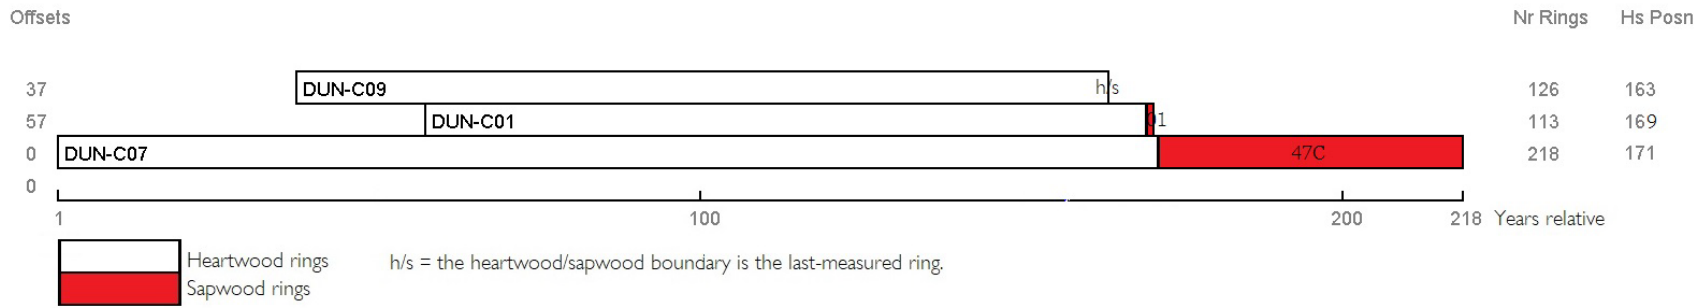 Offsets Nr Rings Hs Posn
37 DUN-C09 h/s 126 163
57 DUN-C01 01 113 169
0 DUN-C07 47C 218 171
0
1 100 200 218 Years relative
Heartwood rings h/s = the heartwood/sapwood boundary is the last-measured ring.
Sapwood rings